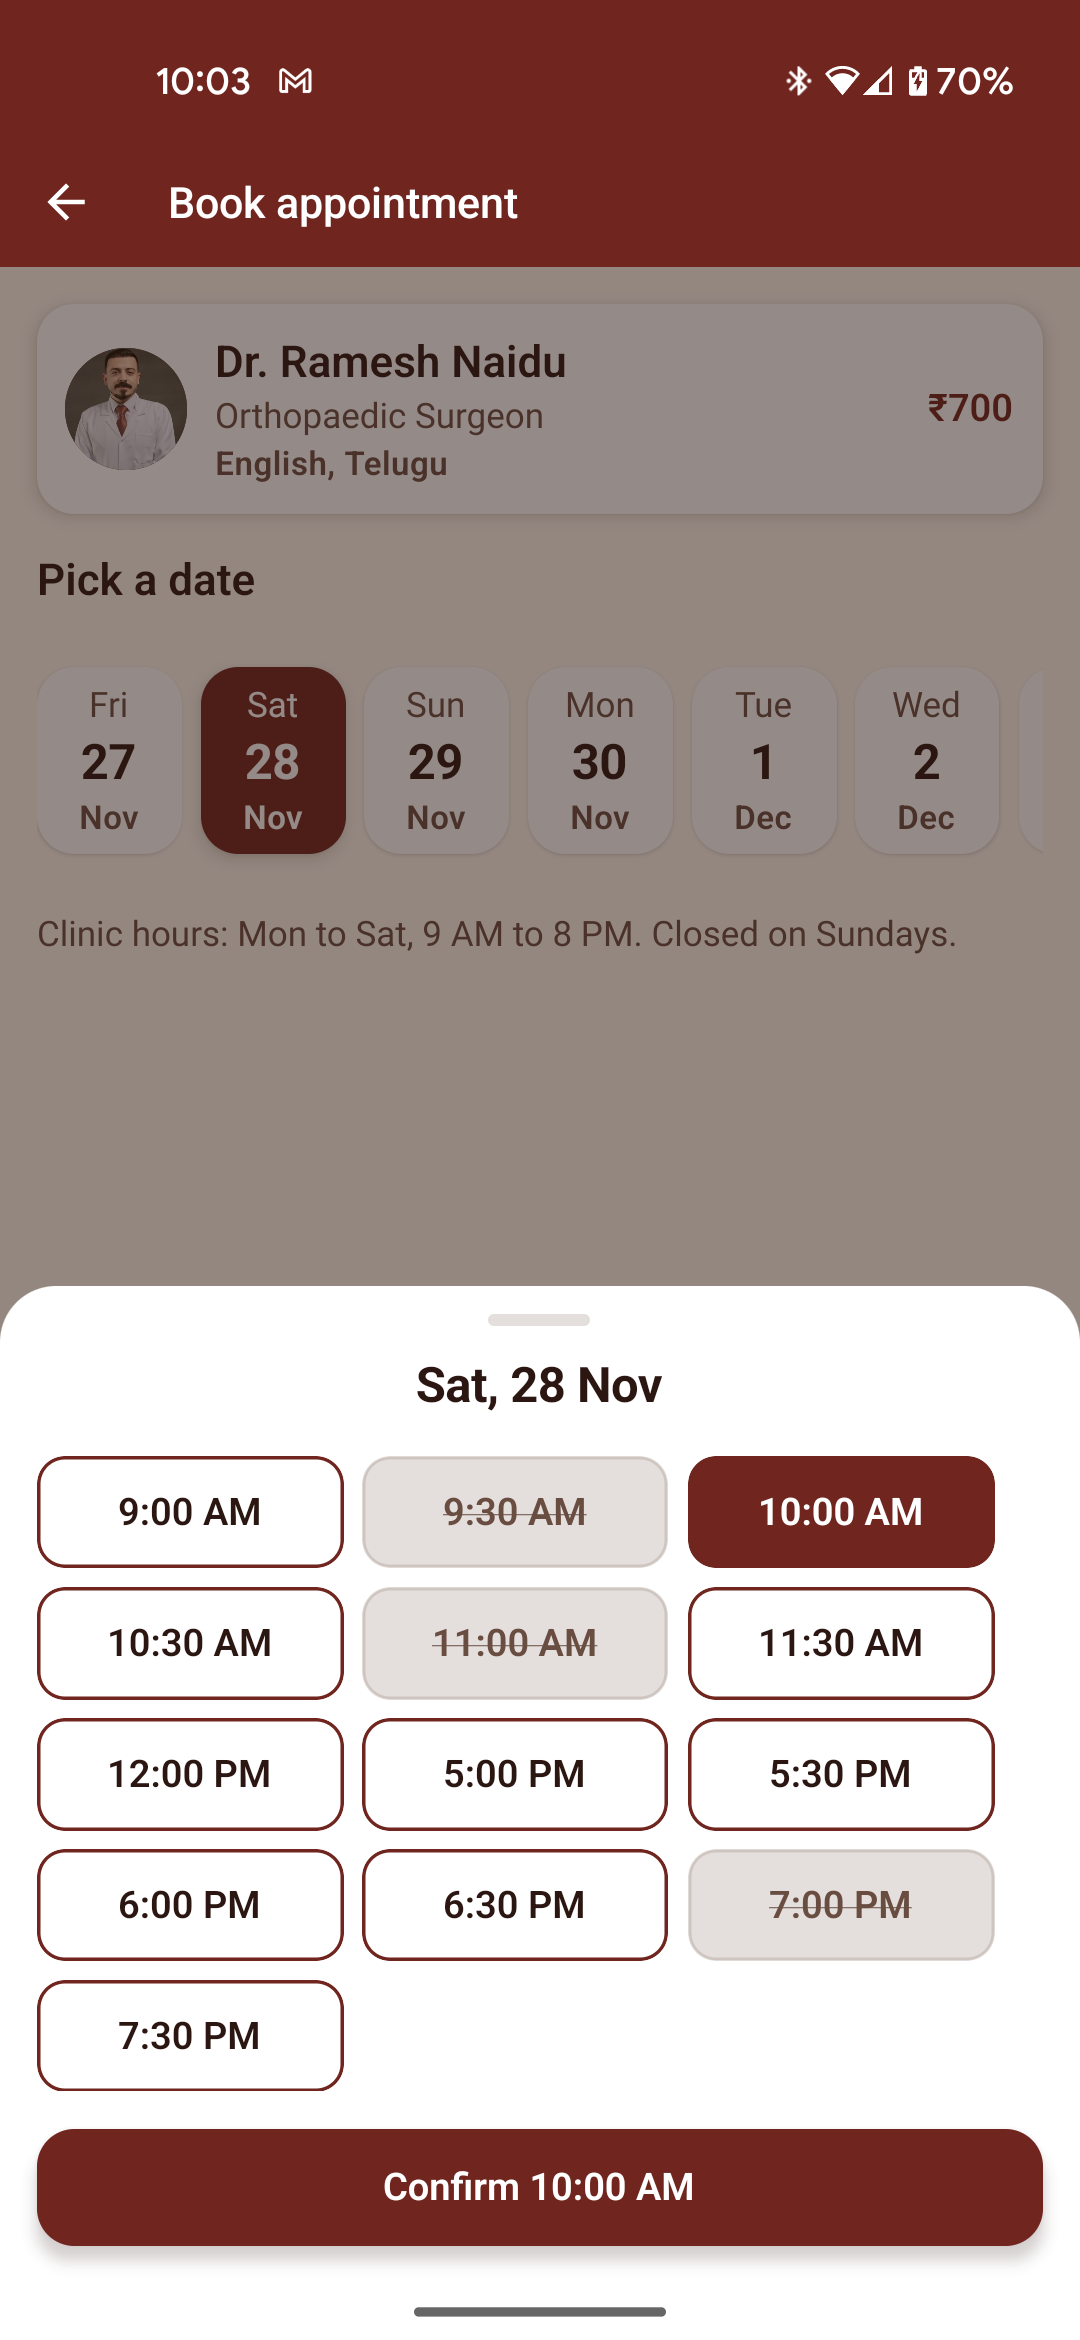 10:03 70%
Book appointment
Dr. Ramesh Naidu
Orthopaedic Surgeon
English, Telugu
₹700
Pick a date
Fri Sat Sun Mon Tue Wed
27 28 29 30 1 2
Nov Nov Nov Nov Dec Dec
Clinic hours: Mon to Sat, 9 AM to 8 PM. Closed on Sundays.
Sat, 28 Nov
9:00 AM 9:30 AM 10:00 AM
10:30 AM 11:00 AM 11:30 AM
12:00 PM 5:00 PM 5:30 PM
6:00 PM 6:30 PM 7:00 PM
7:30 PM
Confirm 10:00 AM